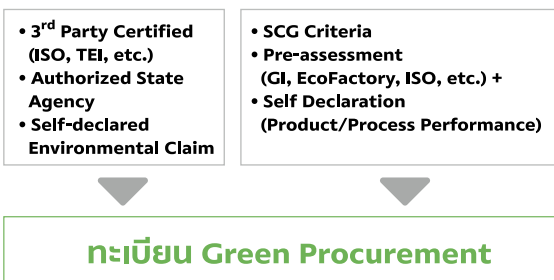 • 3rd Party Certified
(ISO, TEI, etc.)
• Authorized State
Agency
• Self-declared
Environmental Claim
• SCG Criteria
• Pre-assessment
(GI, EcoFactory, ISO, etc.) +
• Self Declaration
(Product/Process Performance)
ทะเบียน Green Procurement